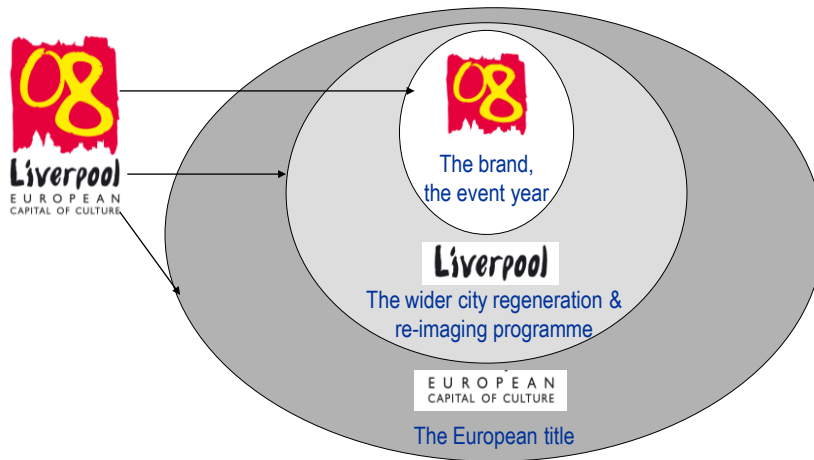 08
Liverpool
EUROPEAN
CAPITAL OF CULTURE
08
The brand,
the event year
Liverpool
The wider city regeneration &
re-imaging programme
EUROPEAN
CAPITAL OF CULTURE
The European title